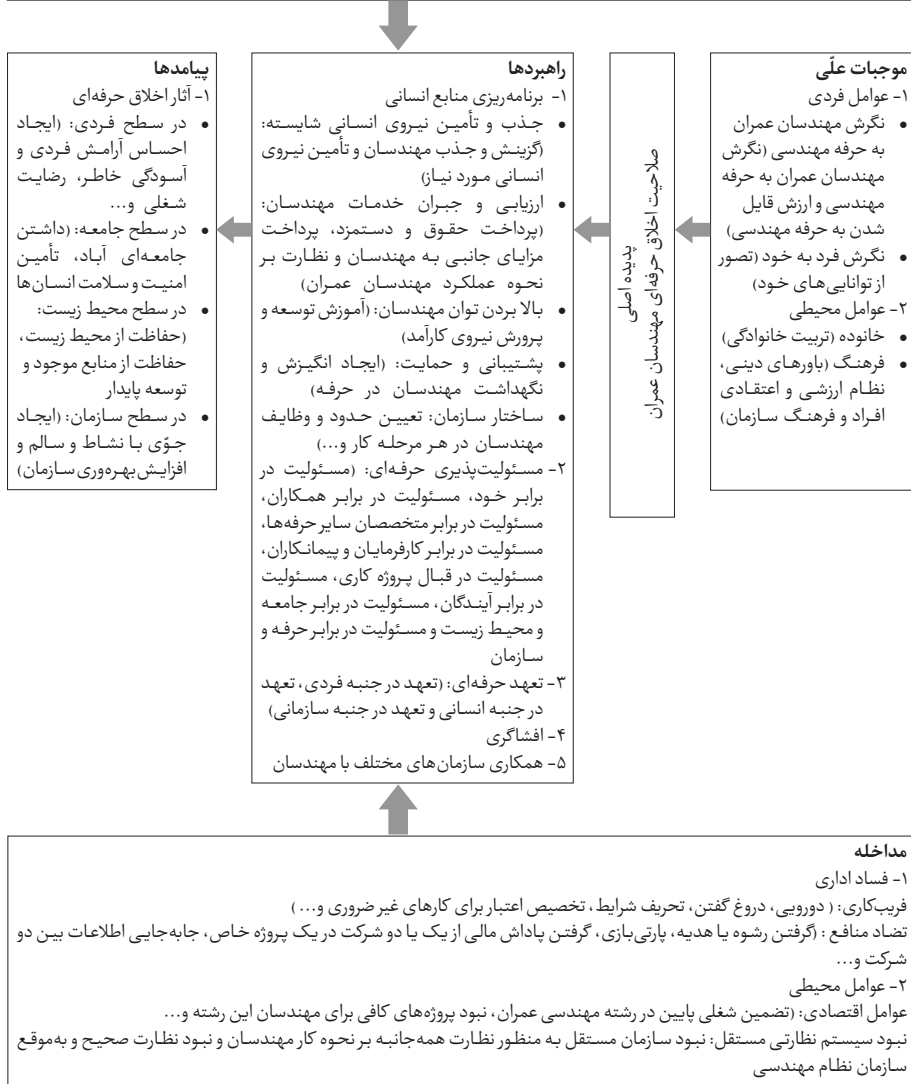 موجبات علّی
۱- عوامل فردی
• نگرش مهندسان عمران
به حرفه مهندسی (نگرش
مهندسان عمران به حرفه
مهندسی و ارزش قایل
شدن به حرفه مهندسی)
• نگرش فرد به خود (تصور
از توانایی‌های خود)
۲- عوامل محیطی
• خانوده (تربیت خانوادگی)
• فرهنگ (باورهای دینی،
نظام ارزشی و اعتقادی
افراد و فرهنگ سازمان)
پدیده اصلی
صلاحیت اخلاق حرفه‌ای مهندسان عمران
راهبردها
۱- برنامه‌ریزی منابع انسانی
• جذب و تأمین نیروی انسانی شایسته:
(گزینش و جذب مهندسان و تأمین نیروی
انسانی مورد نیاز)
• ارزیابی و جبران خدمات مهندسان:
(پرداخت حقوق و دستمزد، پرداخت
مزایای جانبی به مهندسان و نظارت بر
نحوه عملکرد مهندسان عمران)
• بالا بردن توان مهندسان: (آموزش توسعه و
پرورش نیروی کارآمد)
• پشتیبانی و حمایت: (ایجاد انگیزش و
نگهداشت مهندسان در حرفه)
• ساختار سازمان: تعیین حدود و وظایف
مهندسان در هر مرحله کار و...)
۲- مسئولیت‌پذیری حرفه‌ای: (مسئولیت در
برابر خود، مسئولیت در برابر همکاران،
مسئولیت در برابر متخصصان سایر حرفه‌ها،
مسئولیت در برابر کارفرمایان و پیمانکاران،
مسئولیت در قبال پروژه کاری، مسئولیت
در برابر آیندگان، مسئولیت در برابر جامعه
و محیط زیست و مسئولیت در برابر حرفه و
سازمان
۳- تعهد حرفه‌ای: (تعهد در جنبه فردی، تعهد
در جنبه انسانی و تعهد در جنبه سازمانی)
۴- افشاگری
۵- همکاری سازمان‌های مختلف با مهندسان
پیامدها
۱- آثار اخلاق حرفه‌ای
• در سطح فردی: (ایجاد
احساس آرامش فردی و
آسودگی خاطر، رضایت
شغلی و...
• در سطح جامعه: (داشتن
جامعه‌ای آباد، تأمین
امنیت و سلامت انسان‌ها
• در سطح محیط زیست:
(حفاظت از محیط زیست،
حفاظت از منابع موجود و
توسعه پایدار
• در سطح سازمان: (ایجاد
جوّی با نشاط و سالم و
افزایش بهره‌وری سازمان)
مداخله
۱- فساد اداری
فریب‌کاری: ( دورویی، دروغ گفتن، تحریف شرایط، تخصیص اعتبار برای کارهای غیر ضروری و... )
تضاد منافع : (گرفتن رشوه یا هدیه، پارتی‌بازی، گرفتن پاداش مالی از یک یا دو شرکت در یک پروژه خاص، جابه‌جایی اطلاعات بین دو
شرکت و...
۲- عوامل محیطی
عوامل اقتصادی: (تضمین شغلی پایین در رشته مهندسی عمران، نبود پروژه‌های کافی برای مهندسان این رشته و...
نبود سیستم نظارتی مستقل: نبود سازمان مستقل به منظور نظارت همه‌جانبه بر نحوه کار مهندسان و نبود نظارت صحیح و به‌موقع
سازمان نظام مهندسی